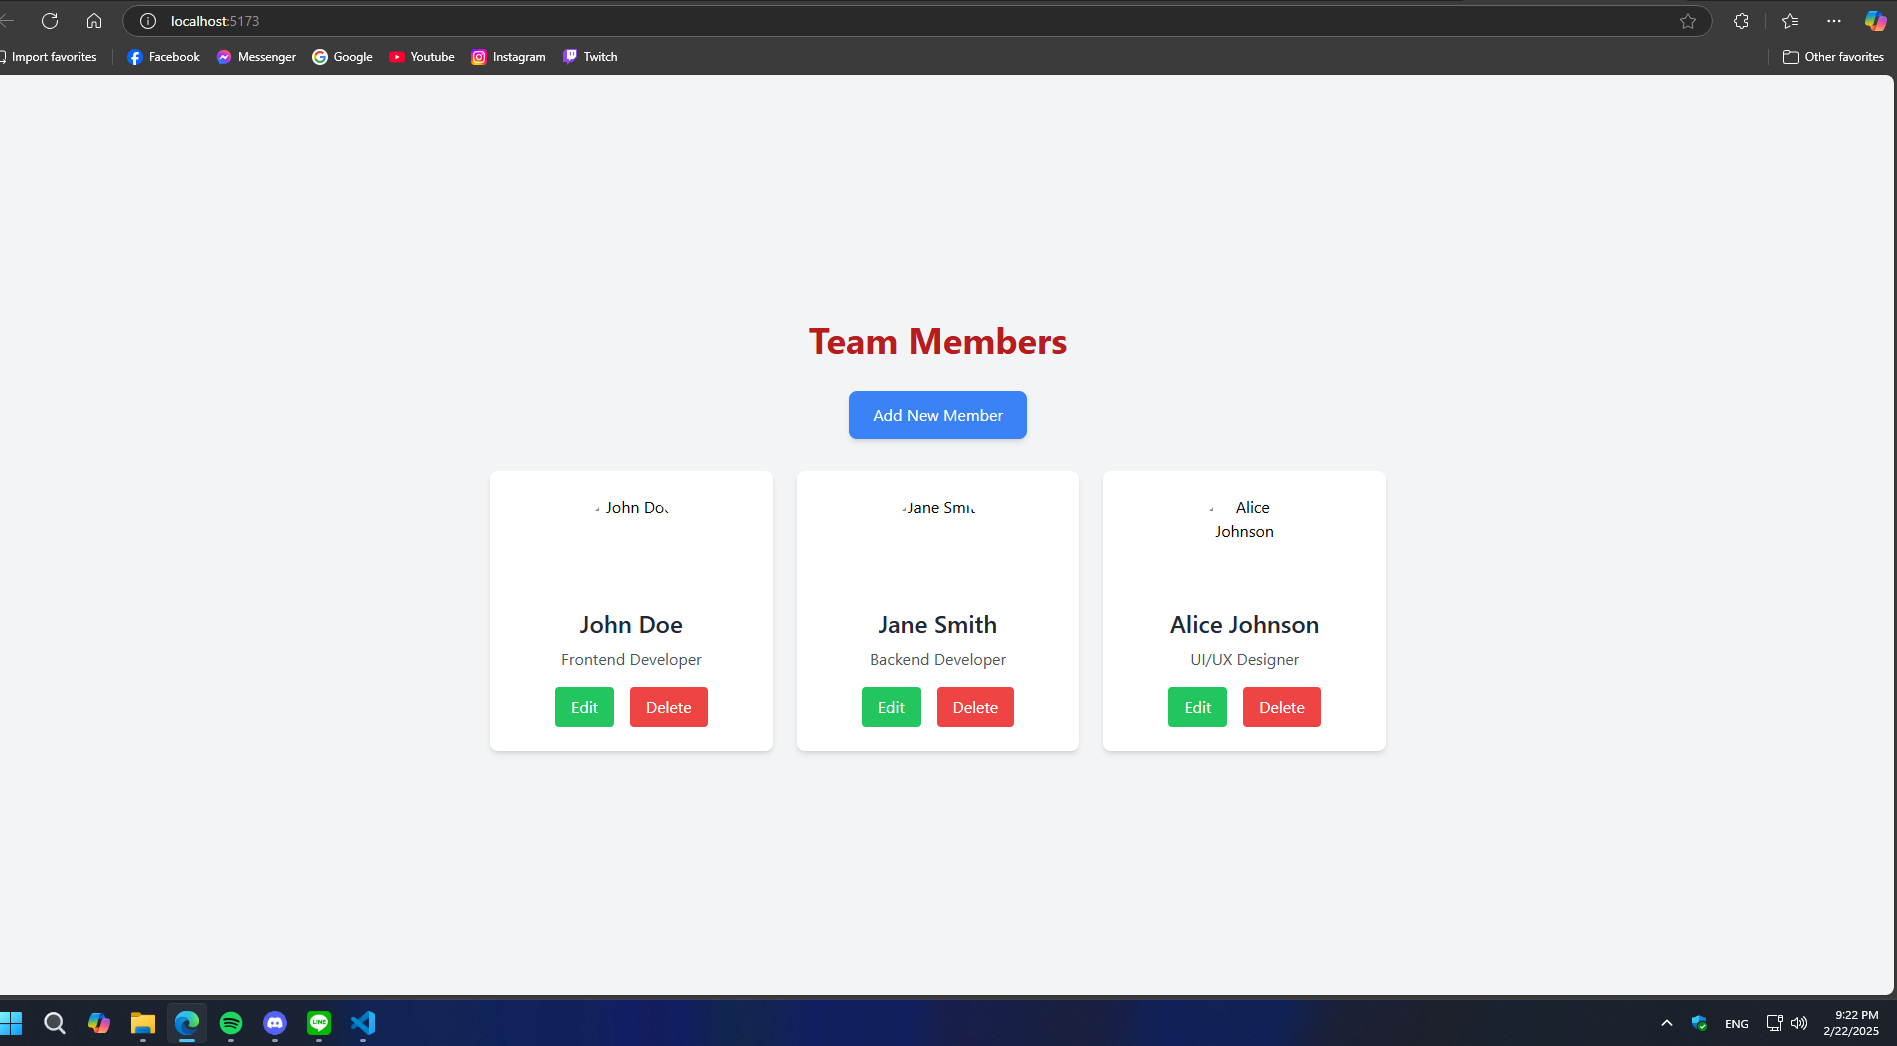 localhost:5173
Import favorites
Facebook
Messenger
Google
Youtube
Instagram
Twitch
Other favorites
Team Members
Add New Member
John Do
Jane Smi
Alice
Johnson
John Doe
Jane Smith
Alice Johnson
Frontend Developer
Backend Developer
UI/UX Designer
Edit
Delete
Edit
Delete
Edit
Delete
LINE
ENG
9:22 PM
2/22/2025